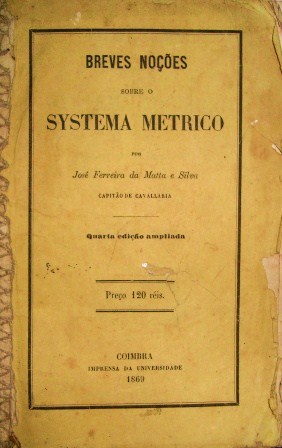 BREVES NOÇÕES
SOBRE O
SYSTEMA METRICO
POR
José Ferreira da Motta e Silva
CAPITÃO DE CAVALLARIA
Quarta edição ampliada
Preço 120 réis.
COIMBRA
IMPRENSA DA UNIVERSIDADE
1869